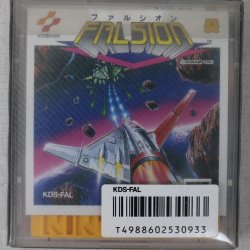 ファルシオン
FALSION
KONAMI
© KONAMI 1987
KDS-FAL
KDS-FAL
T4988602530933